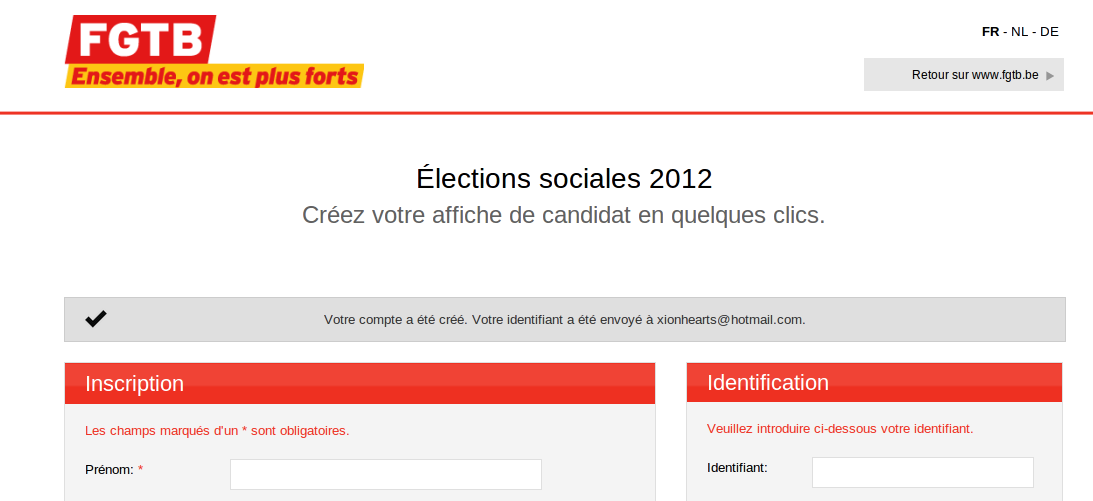 FGTB
Ensemble, on est plus forts
FR - NL - DE
Retour sur www.fgtb.be
Élections sociales 2012
Créez votre affiche de candidat en quelques clics.
Votre compte a été créé. Votre identifiant a été envoyé à xionhearts@hotmail.com.
Inscription
Les champs marqués d'un * sont obligatoires.
Prénom: *
Identification
Veuillez introduire ci-dessous votre identifiant.
Identifiant: